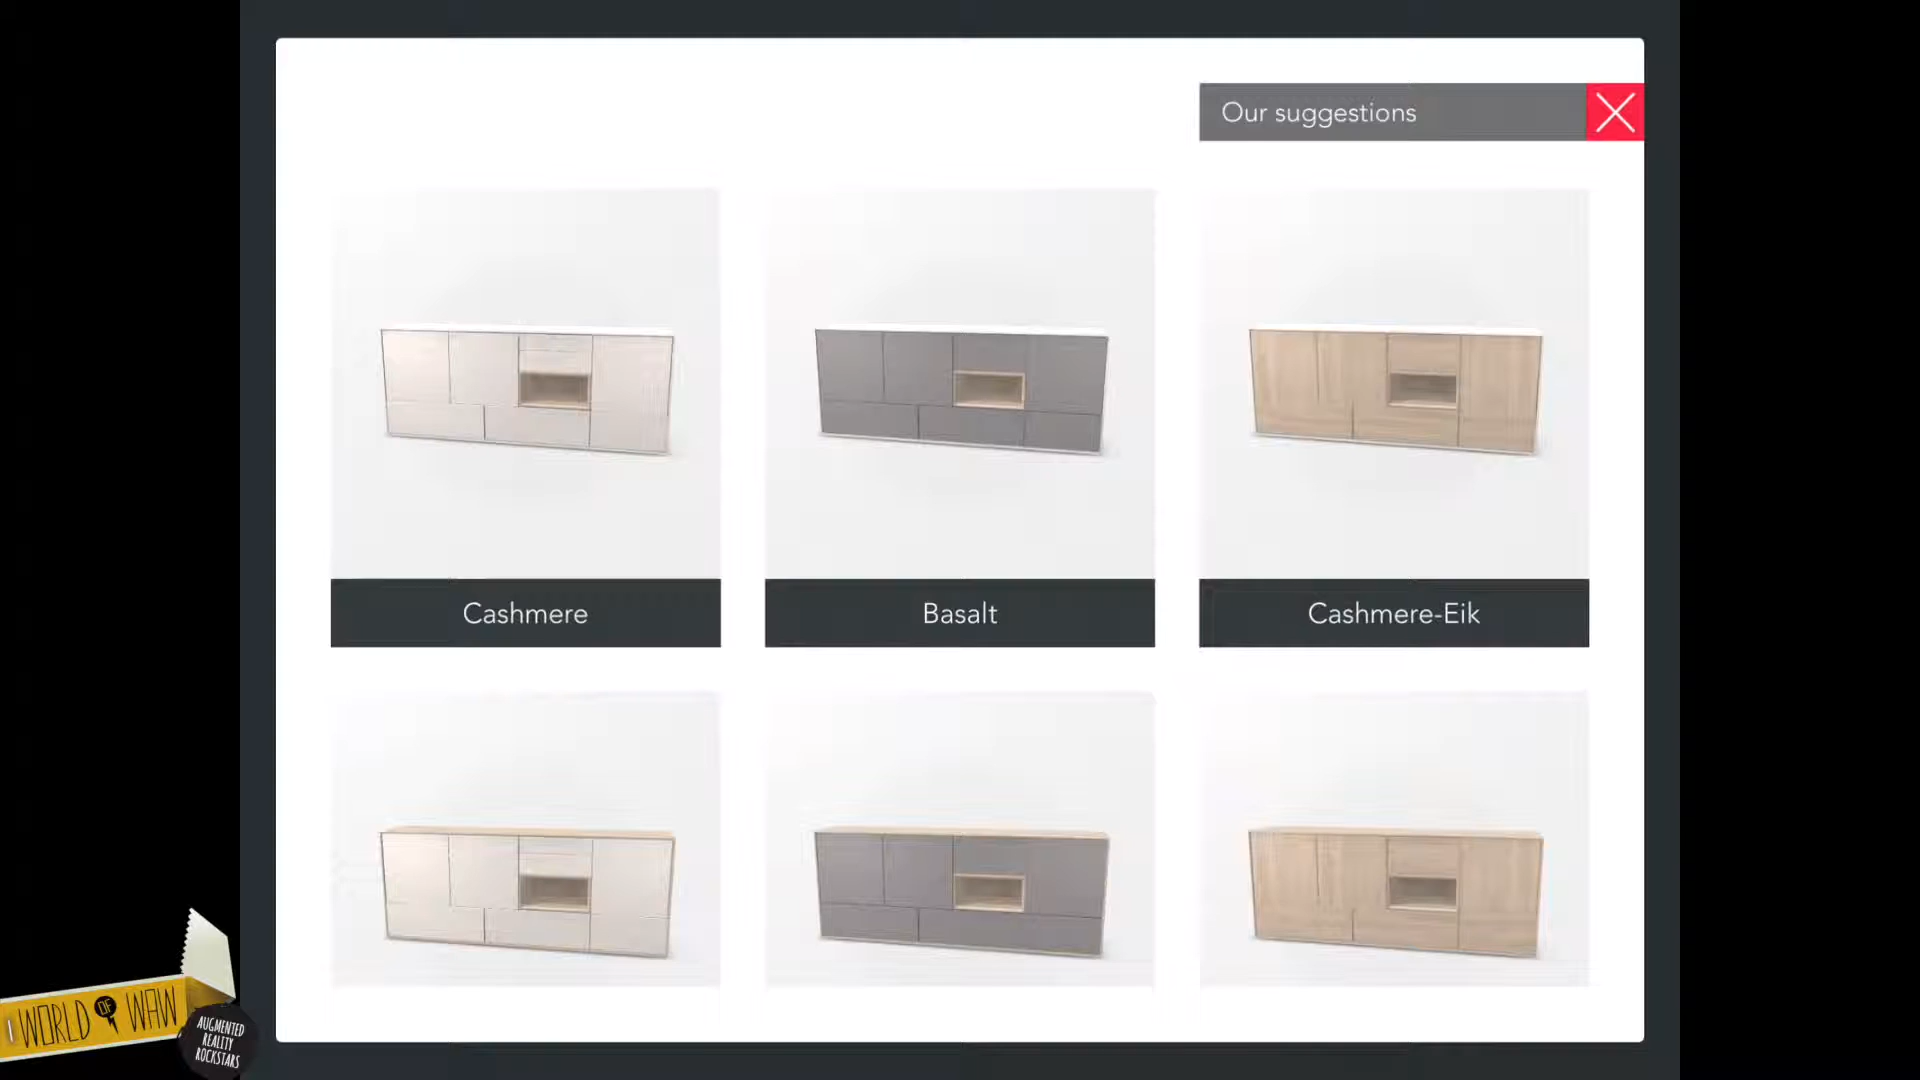 Our suggestions
Cashmere
Basalt
Cashmere-Eik
WORLD OF WAW
AUGMENTED
REALITY
ROCKSTARS